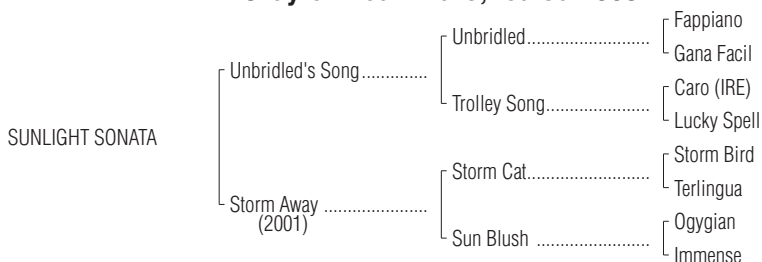 Fappiano
Unbridled.........................
Gana Facil
Unbridled's Song..............
Caro (IRE)
Trolley Song.....................
Lucky Spell
SUNLIGHT SONATA
Storm Bird
Storm Cat.........................
Terlingua
Storm Away ......................
(2001)
Ogygian
Sun Blush .......................
Immense